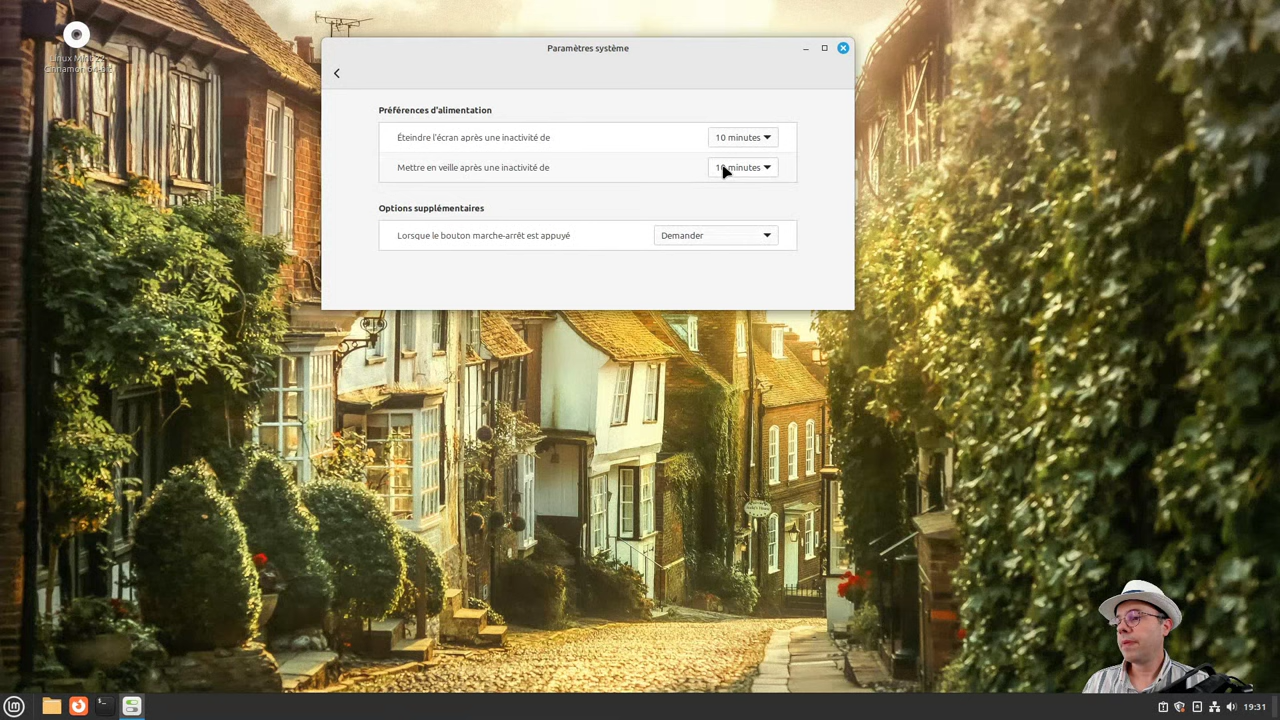 Paramètres système
Préférences d'alimentation
Éteindre l'écran après une inactivité de
10 minutes
Mettre en veille après une inactivité de
10 minutes
Options supplémentaires
Lorsque le bouton marche-arrêt est appuyé
Demander
19:31